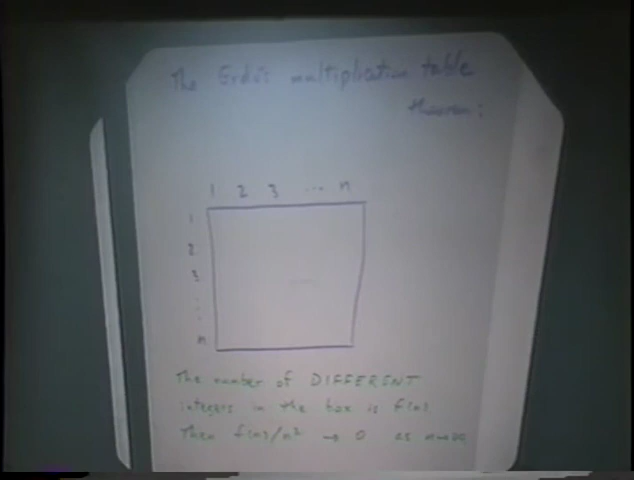 The Erdős multiplication table
theorem:
1 2 3 ... n
1
2
3
⋮
n
The number of DIFFERENT
integers in the box is f(n)
Then f(n)/n² → 0 as n→∞